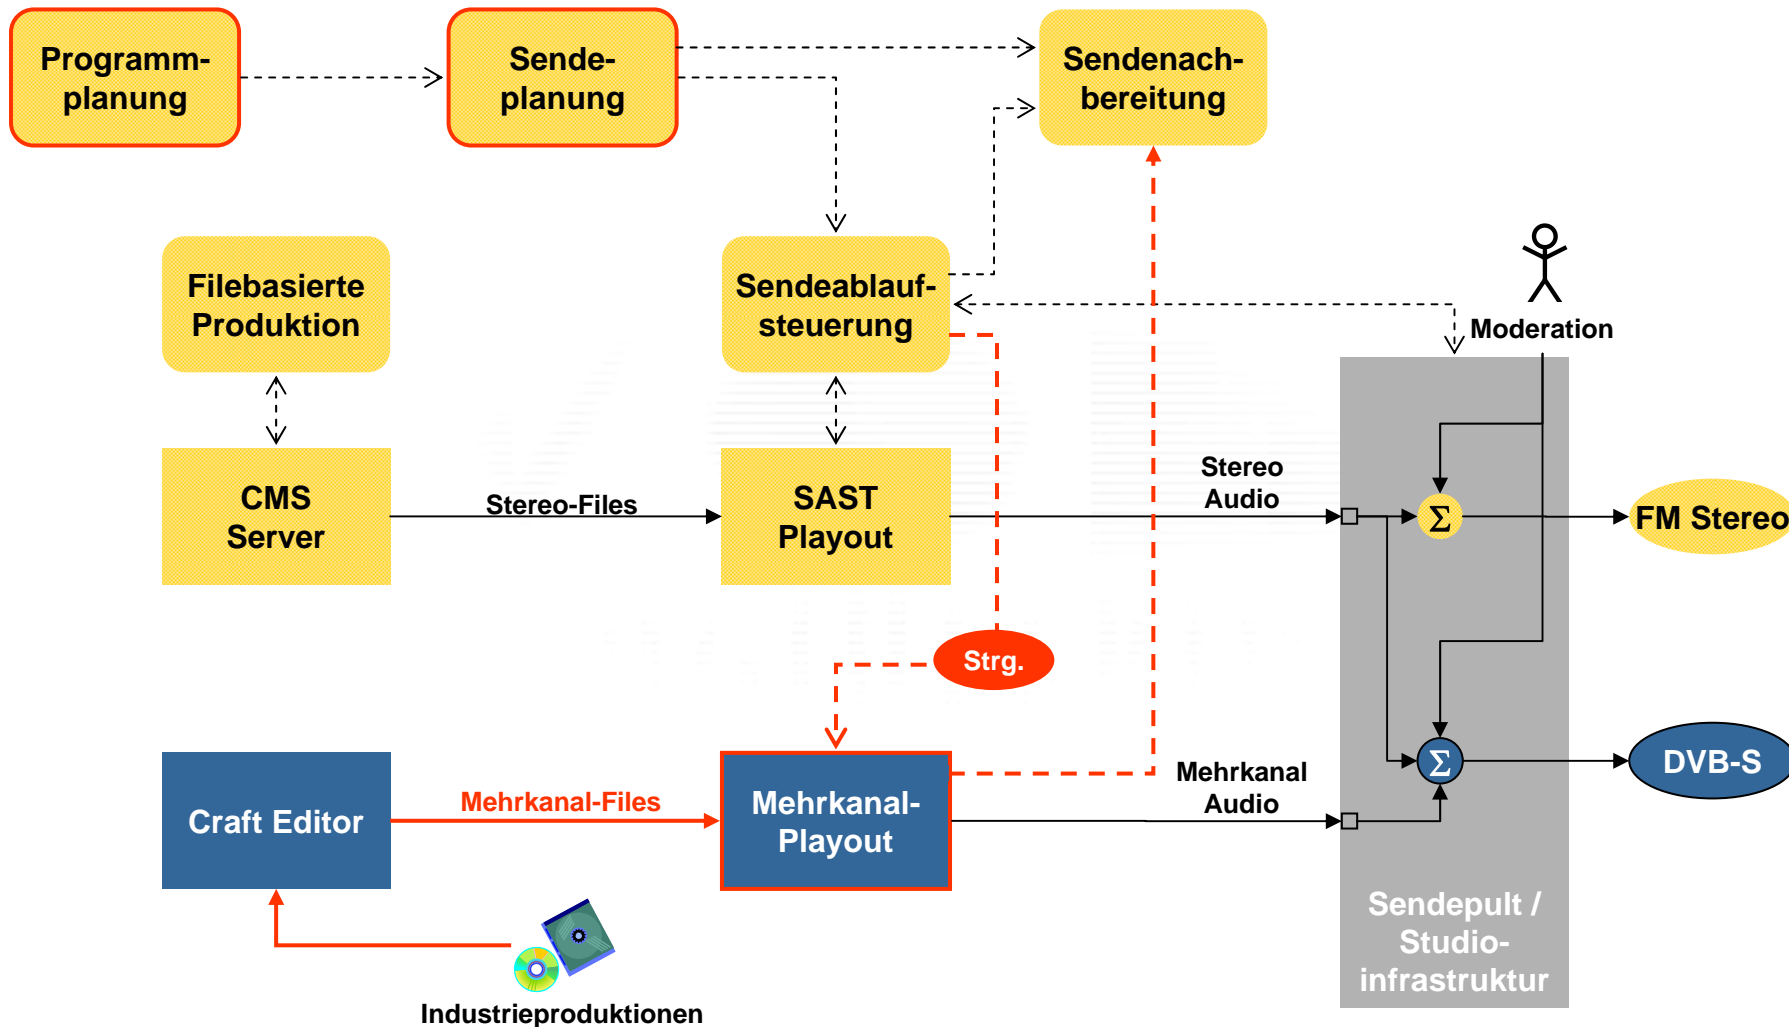 Programm-
planung
Sende-
planung
Sendenach-
bereitung
Filebasierte
Produktion
Sendeablauf-
steuerung
Moderation
CMS
Server
Stereo-Files
SAST
Playout
Stereo
Audio
Σ
FM Stereo
Strg.
Craft Editor
Mehrkanal-Files
Mehrkanal-
Playout
Mehrkanal
Audio
Σ
DVB-S
Sendepult /
Studio-
infrastruktur
Industrieproduktionen